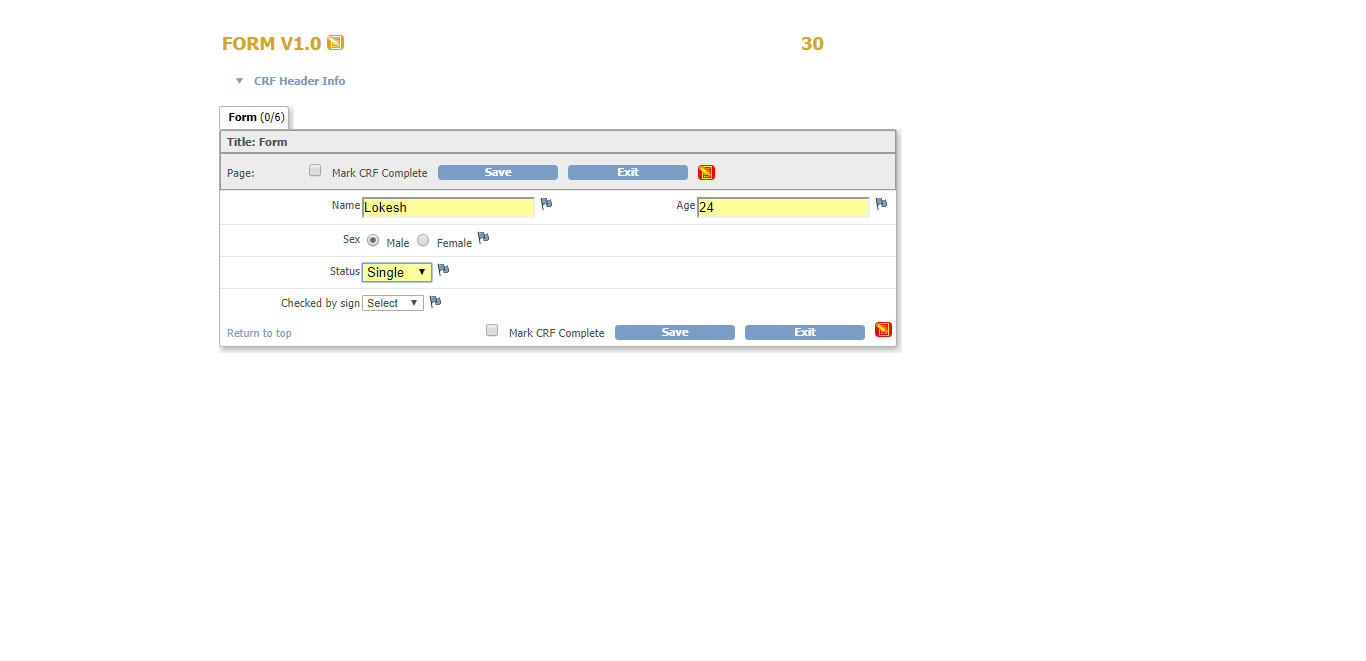 FORM V1.0 30
CRF Header Info
Form (0/6)
Title: Form
Page: Mark CRF Complete Save Exit
Name Lokesh Age 24
Sex Male Female
Status Single
Checked by sign Select
Return to top Mark CRF Complete Save Exit